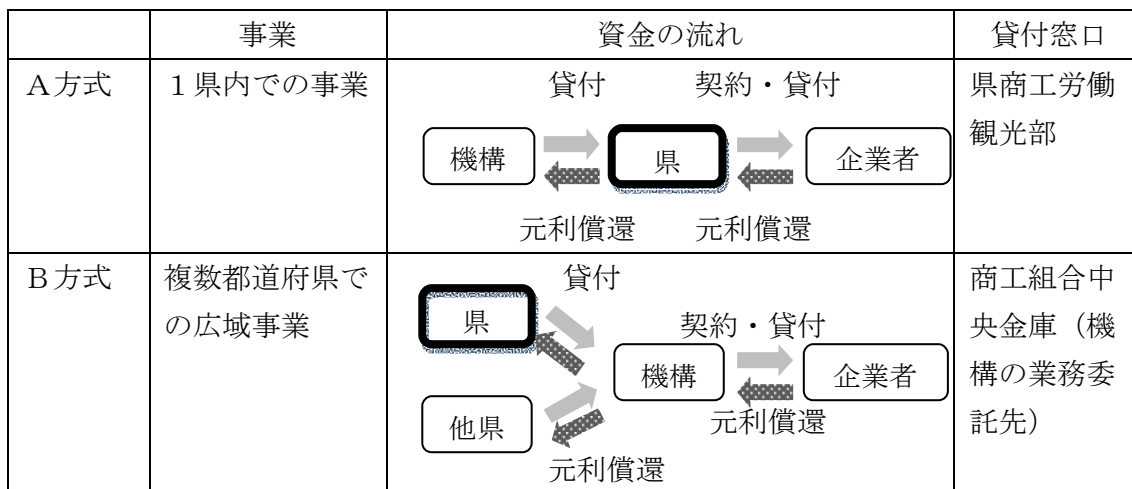 事業
資金の流れ
貸付窓口
A方式
1県内での事業
貸付
契約・貸付
機構
県
企業者
元利償還
元利償還
県商工労働
観光部
B方式
複数都道府県で
の広域事業
貸付
県
契約・貸付
機構
企業者
他県
元利償還
元利償還
商工組合中
央金庫（機
構の業務委
託先）